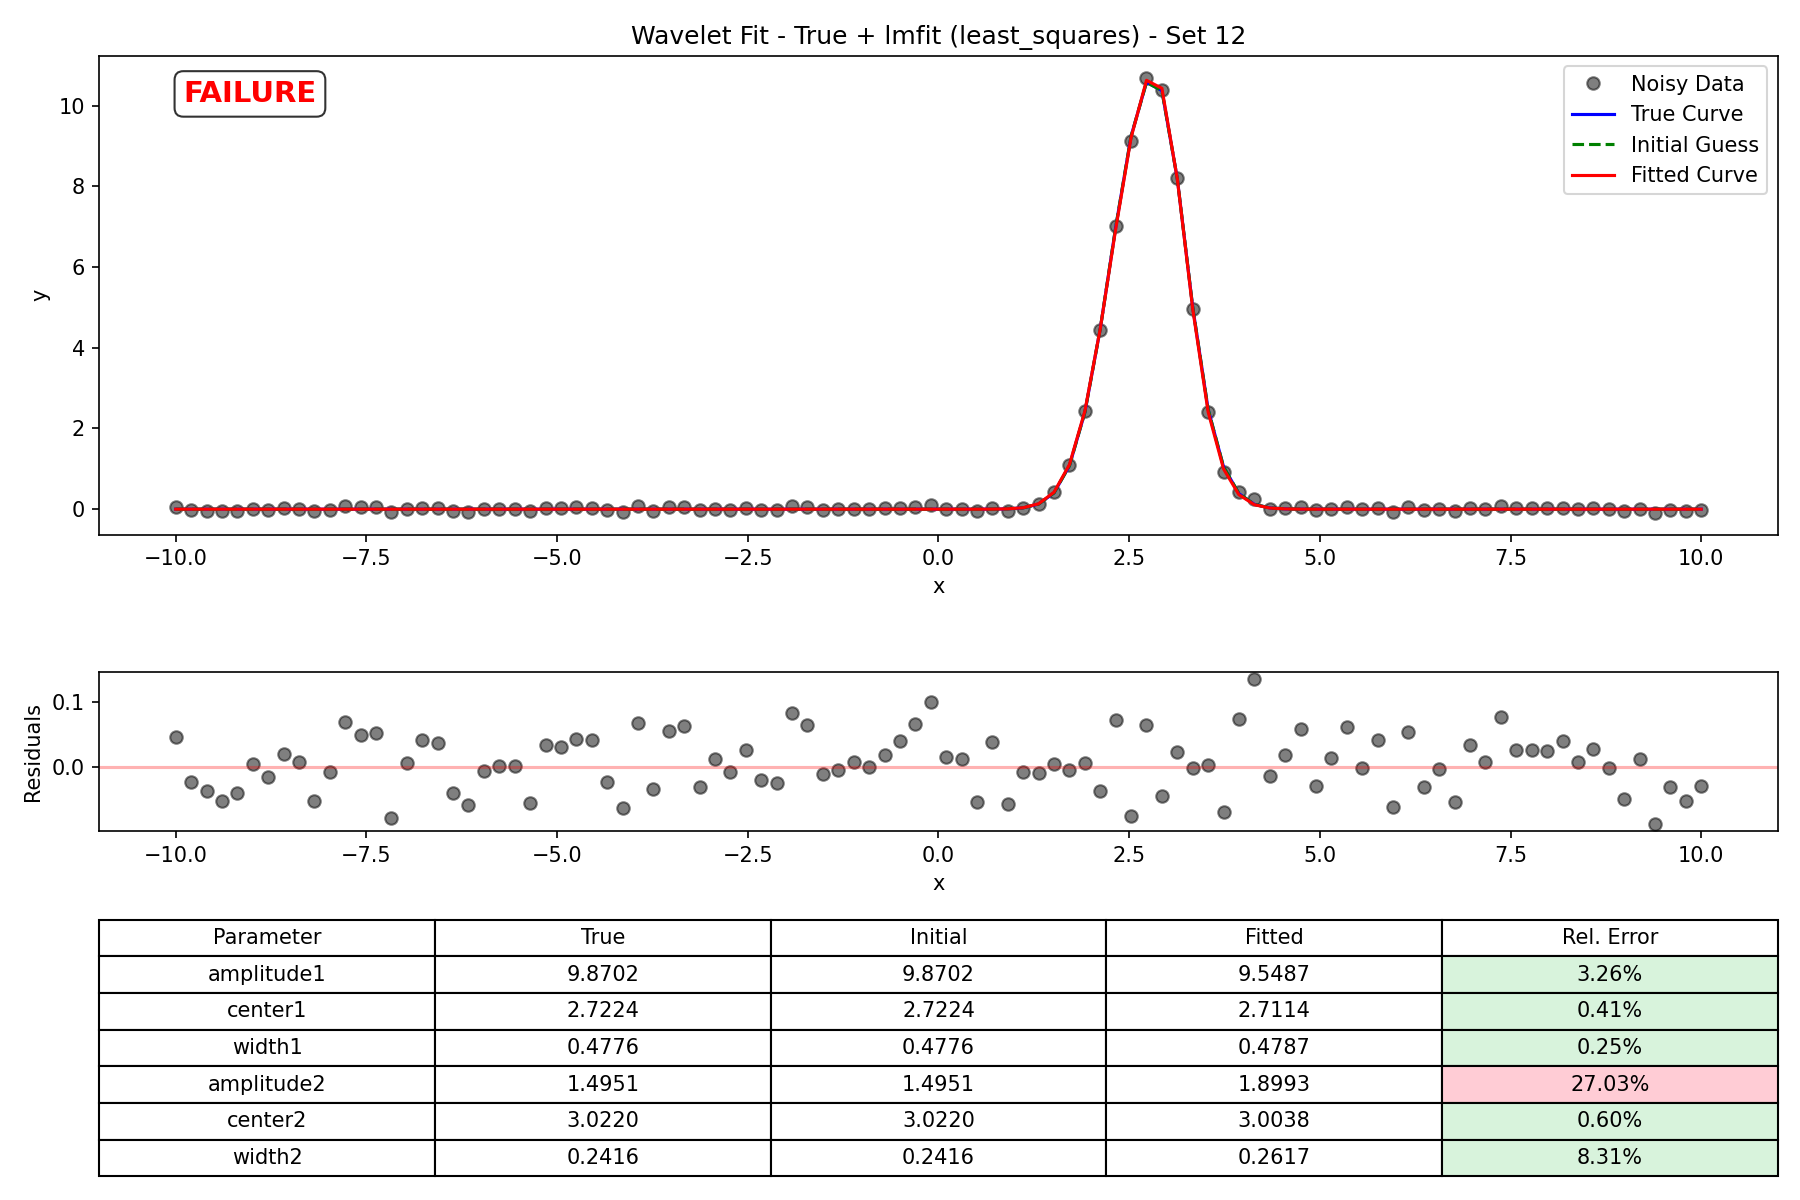 Wavelet Fit - True + lmfit (least_squares) - Set 12
FAILURE
Noisy Data
True Curve
Initial Guess
Fitted Curve
y
10
8
6
4
2
0
−10.0 −7.5 −5.0 −2.5 0.0 2.5 5.0 7.5 10.0
x
Residuals
0.1
0.0
−10.0 −7.5 −5.0 −2.5 0.0 2.5 5.0 7.5 10.0
x
Parameter True Initial Fitted Rel. Error
amplitude1 9.8702 9.8702 9.5487 3.26%
center1 2.7224 2.7224 2.7114 0.41%
width1 0.4776 0.4776 0.4787 0.25%
amplitude2 1.4951 1.4951 1.8993 27.03%
center2 3.0220 3.0220 3.0038 0.60%
width2 0.2416 0.2416 0.2617 8.31%